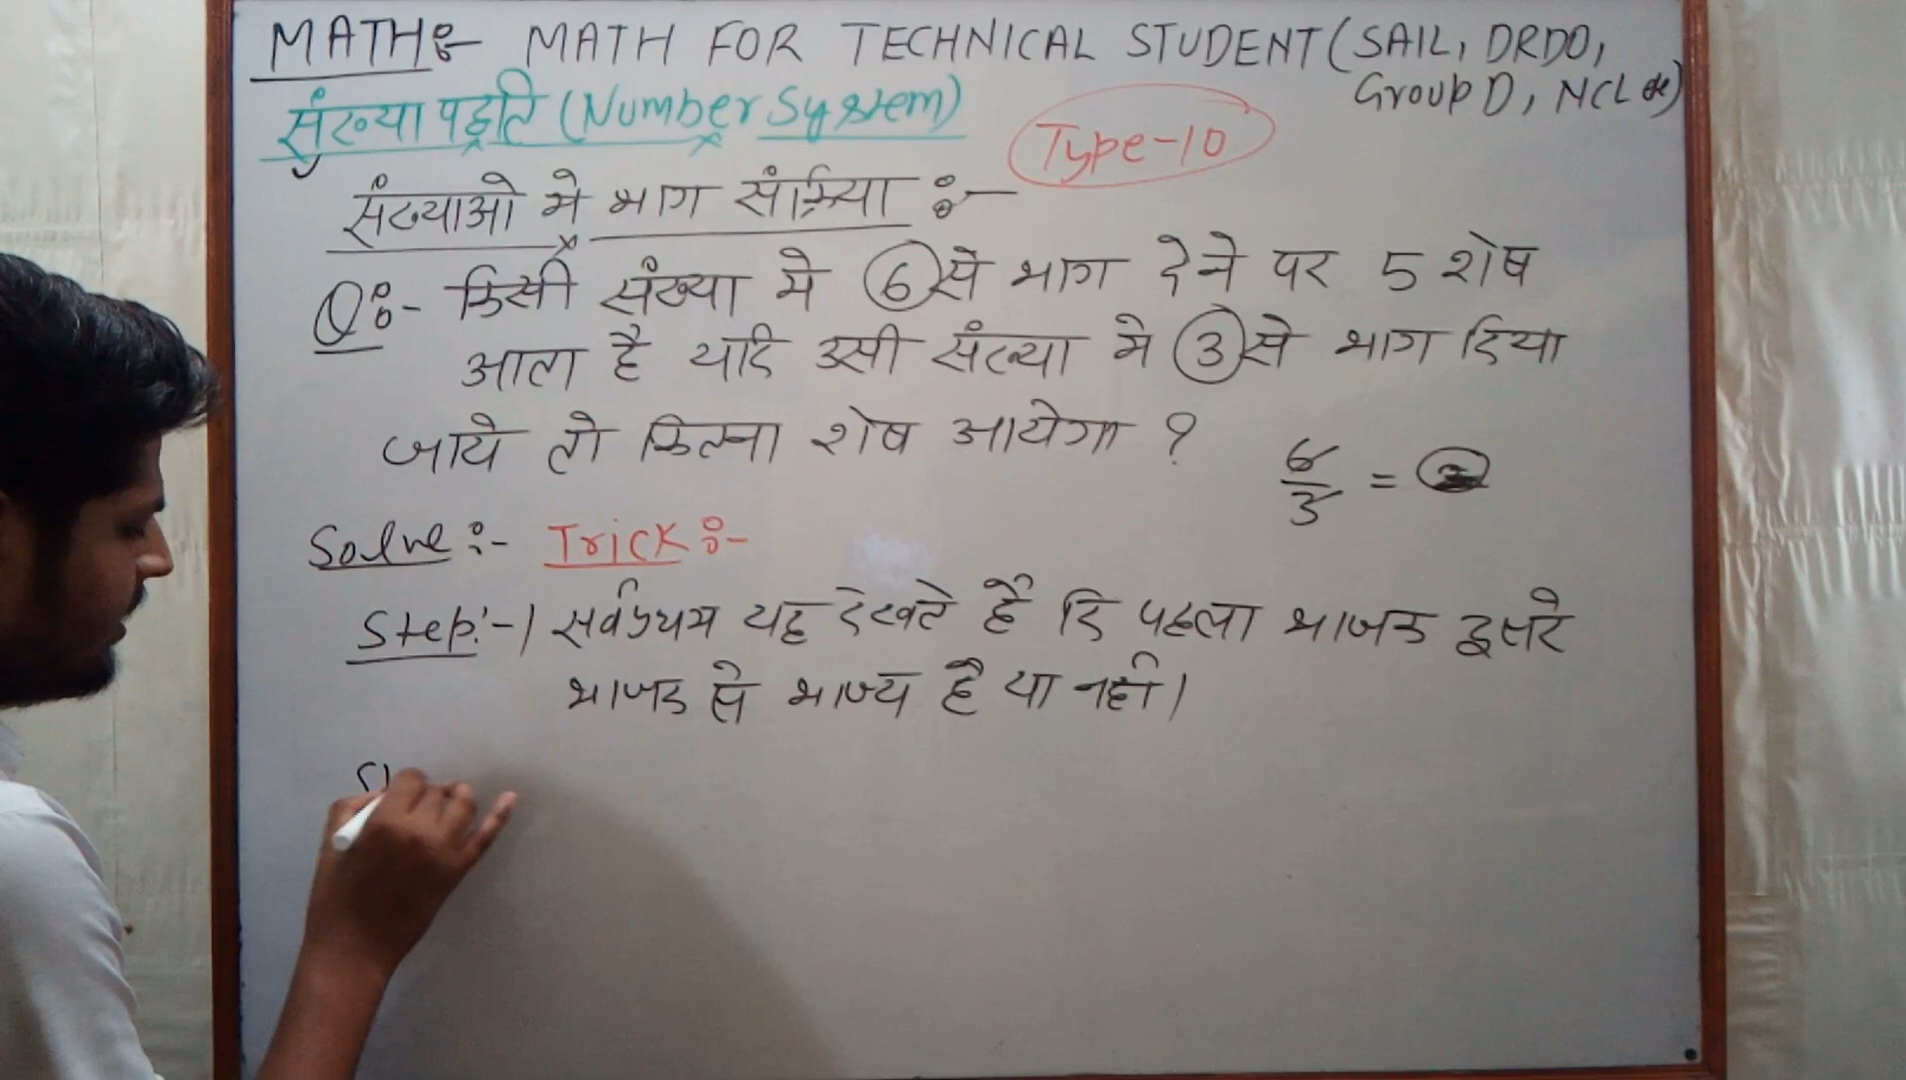 MATH:- MATH FOR TECHNICAL STUDENT (SAIL, DRDO,
Group D, NCL etc)
संख्या पद्धति (Number System)
Type-10
संख्याओ मे भाग संक्रिया :-
Q:- किसी संख्या मे 6 से भाग देने पर 5 शेष
आता है यदि उसी संख्या मे 3 से भाग दिया
जाये तो कितना शेष आयेगा ?
6/3 =
Solve :- Trick :-
Step:-1 सर्वप्रथम यह देखते हैं कि पहला भाजक दुसरे
भाजक से भाज्य है या नहीं।